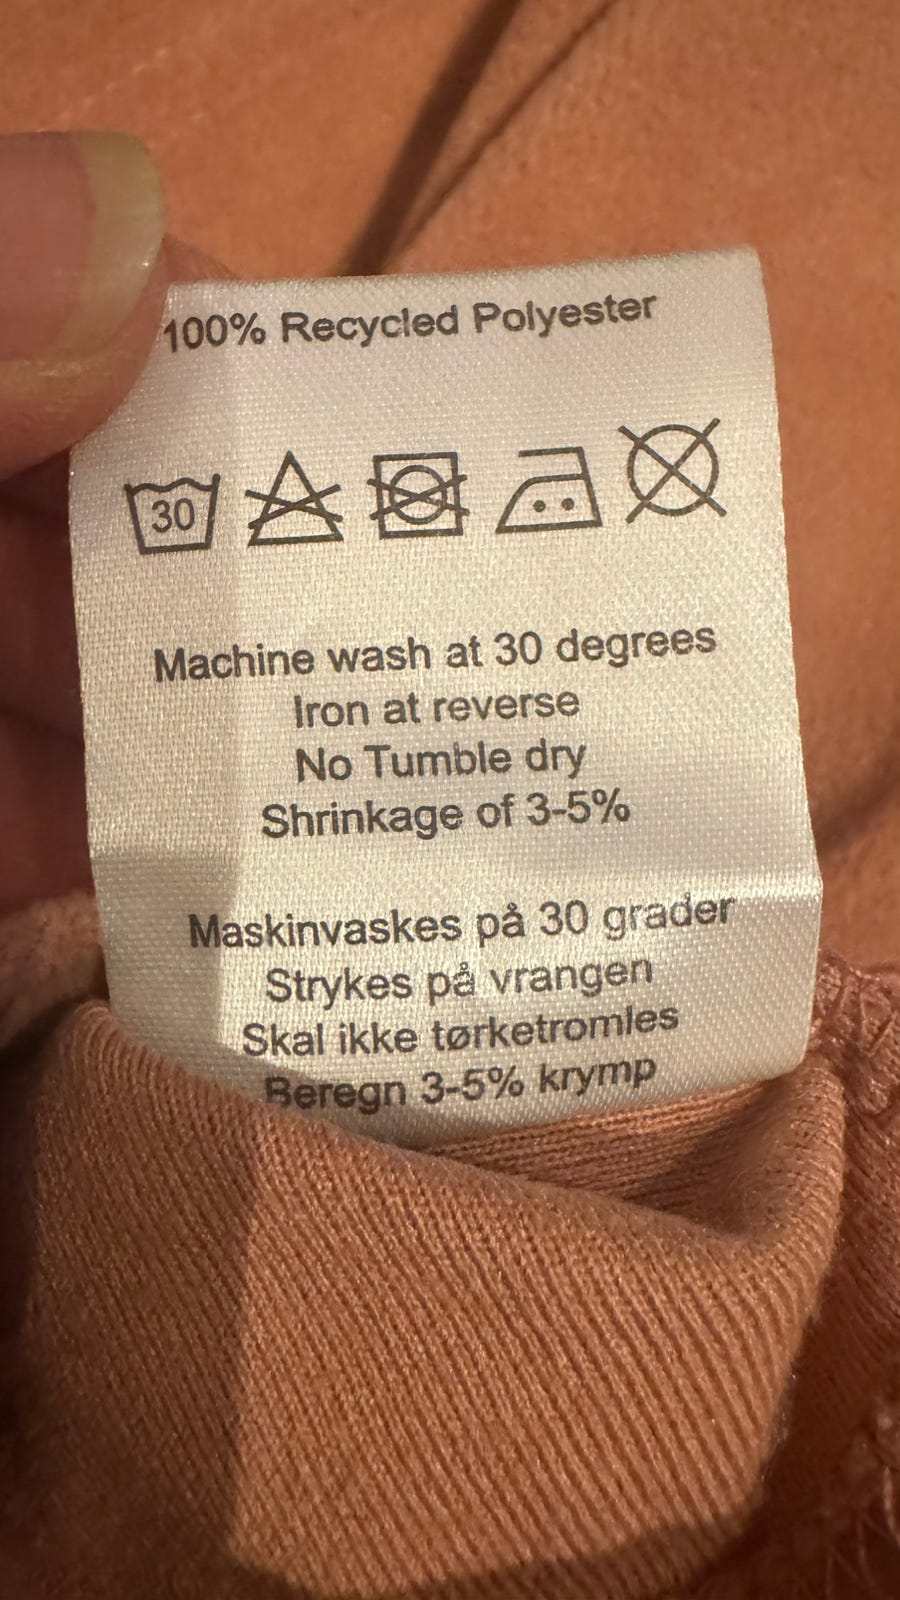 100% Recycled Polyester
30
Machine wash at 30 degrees
Iron at reverse
No Tumble dry
Shrinkage of 3-5%
Maskinvaskes på 30 grader
Strykes på vrangen
Skal ikke tørketromles
Beregn 3-5% krymp